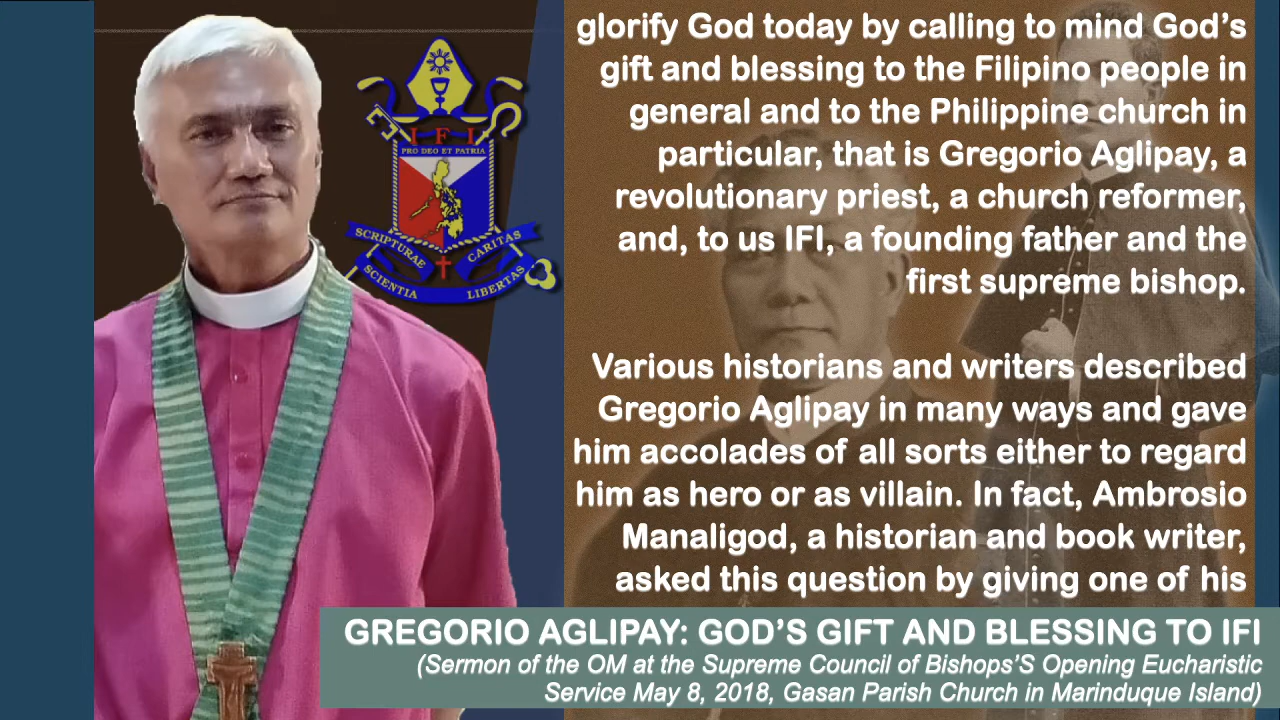 glorify God today by calling to mind God’s
gift and blessing to the Filipino people in
general and to the Philippine church in
particular, that is Gregorio Aglipay, a
revolutionary priest, a church reformer,
and, to us IFI, a founding father and the
first supreme bishop.
Various historians and writers described
Gregorio Aglipay in many ways and gave
him accolades of all sorts either to regard
him as hero or as villain. In fact, Ambrosio
Manaligod, a historian and book writer,
asked this question by giving one of his
I F I
PRO DEO ET PATRIA
SCRIPTURAE
CARITAS
SCIENTIA
LIBERTAS
GREGORIO AGLIPAY: GOD’S GIFT AND BLESSING TO IFI
(Sermon of the OM at the Supreme Council of Bishops’S Opening Eucharistic
Service May 8, 2018, Gasan Parish Church in Marinduque Island)